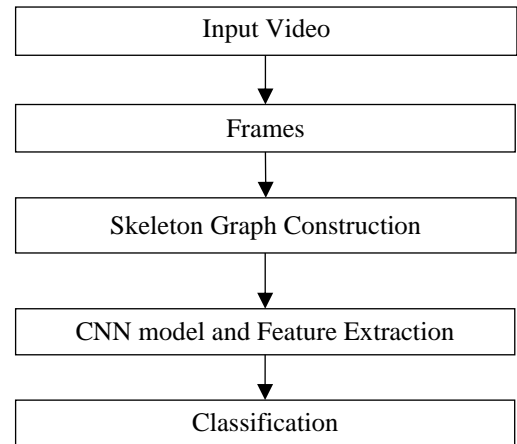 Input Video
Frames
Skeleton Graph Construction
CNN model and Feature Extraction
Classification